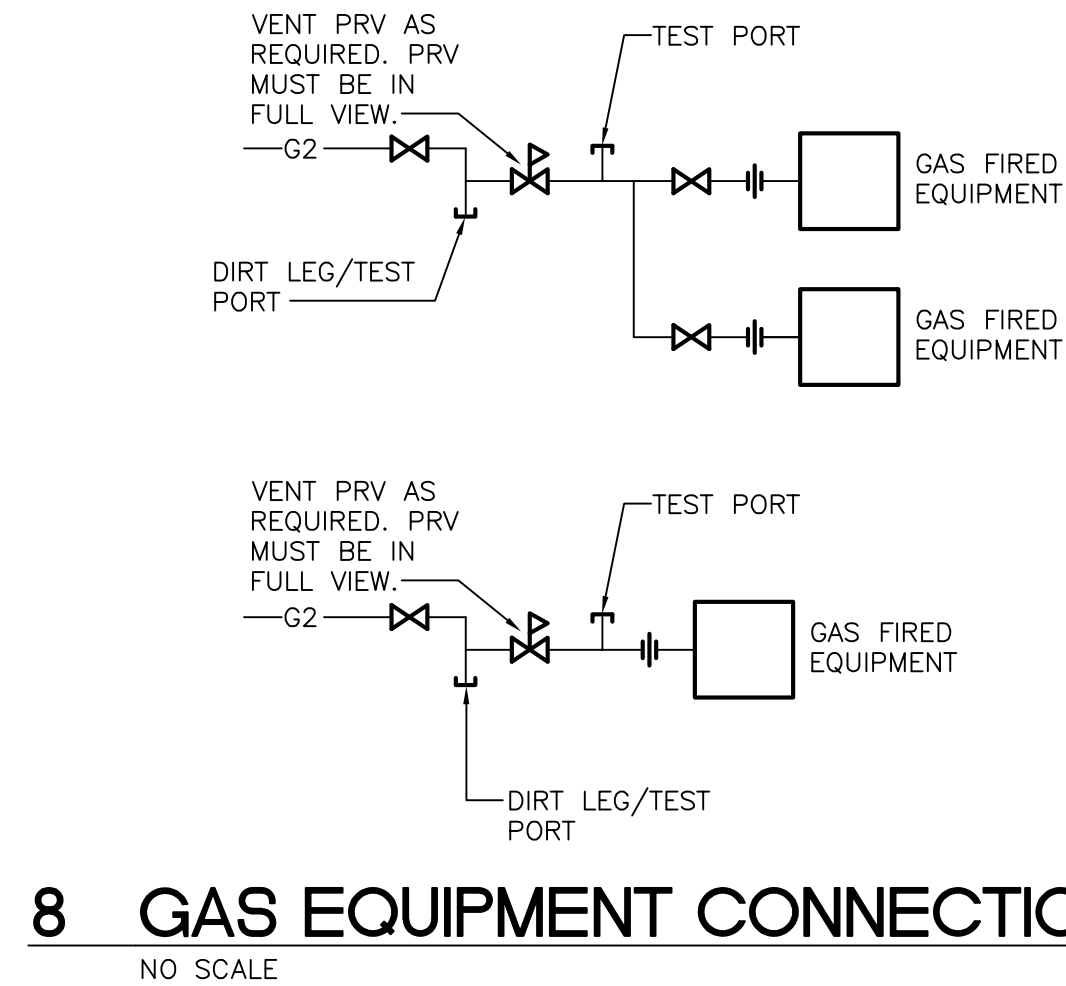 VENT PRV AS
REQUIRED. PRV
MUST BE IN
FULL VIEW.
TEST PORT
G2
GAS FIRED
EQUIPMENT
DIRT LEG/TEST
PORT
GAS FIRED
EQUIPMENT
VENT PRV AS
REQUIRED. PRV
MUST BE IN
FULL VIEW.
TEST PORT
G2
GAS FIRED
EQUIPMENT
DIRT LEG/TEST
PORT
8 GAS EQUIPMENT
NO SCALE